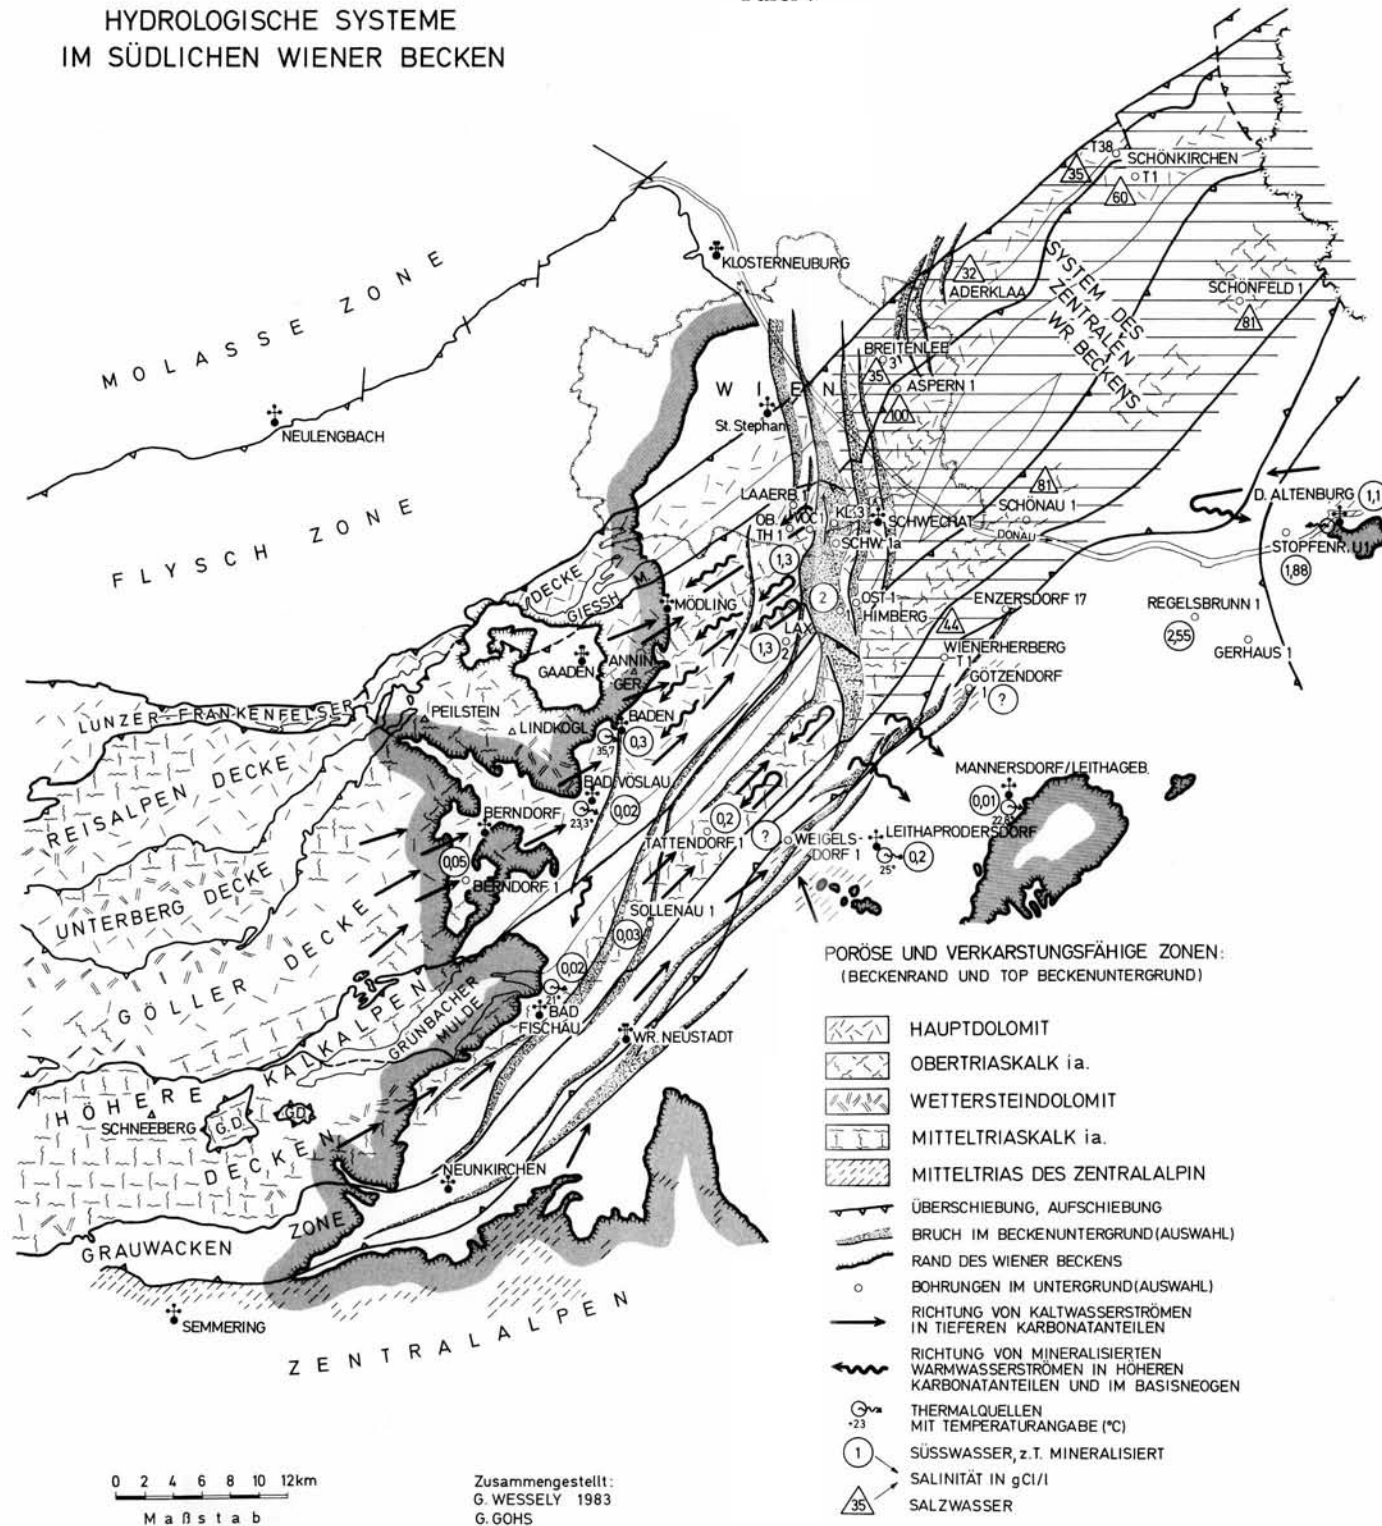 HYDROLOGISCHE SYSTEME
IM SÜDLICHEN WIENER BECKEN
MOLASSE ZONE
FLYSCH ZONE
KLOSTERNEUBURG
NEULENGBACH
WIEN
St. Stephan
T38
SCHÖNKIRCHEN
T1
35
60
32
ADERKLAA
SYSTEM DES
ZENTRALEN
WR. BECKENS
SCHÖNFELD 1
81
BREITENLEE
3
35
ASPERN 1
100
81
SCHÖNAU 1
DONAU
LAAERB. 1
OB.
TH 1
VOC 1
KL 3
SCHWECHAT
SCHW. 1a
1,3
2
OST 1
1
HIMBERG
ENZERSDORF 17
44
WIENERHERBERG
T 1
GÖTZENDORF
1
?
D. ALTENBURG
1,1
STOPFENR. U1
1,88
REGELSBRUNN 1
2,55
GERHAUS 1
DECKE
GIESSH.
M.
MÖDLING
LAX.
2
1,3
GAADEN
ANNIN-
GER
LUNZER-FRANKENFELSER
PEILSTEIN
LINDKOGL
BADEN
35,7
0,3
BAD VÖSLAU
23,3°
0,02
REISALPEN DECKE
BERNDORF
0,05
BERNDORF 1
UNTERBERG DECKE
0,2
TATTENDORF 1
?
WEIGELS-
DORF 1
MANNERSDORF/LEITHAGEB.
0,01
LEITHAPRODERSDORF
25°
0,2
SOLLENAU 1
0,03
GÖLLER DECKE
0,02
21°
BAD
FISCHAU
GRÜNBACHER
MULDE
WR. NEUSTADT
HÖHERE KALKALPEN
DECKEN
SCHNEEBERG
G.D.
G.D.
NEUNKIRCHEN
GRAUWACKEN ZONE
SEMMERING
ZENTRALALPEN
PORÖSE UND VERKARSTUNGSFÄHIGE ZONEN:
(BECKENRAND UND TOP BECKENUNTERGRUND)
HAUPTDOLOMIT
OBERTRIASKALK i.a.
WETTERSTEINDOLOMIT
MITTELTRIASKALK i.a.
MITTELTRIAS DES ZENTRALALPIN
ÜBERSCHIEBUNG, AUFSCHIEBUNG
BRUCH IM BECKENUNTERGRUND (AUSWAHL)
RAND DES WIENER BECKENS
BOHRUNGEN IM UNTERGRUND (AUSWAHL)
RICHTUNG VON KALTWASSERSTRÖMEN
IN TIEFEREN KARBONATANTEILEN
RICHTUNG VON MINERALISIERTEN
WARMWASSERSTRÖMEN IN HÖHEREN
KARBONATANTEILEN UND IM BASISNEOGEN
THERMALQUELLEN
+23
MIT TEMPERATURANGABE (°C)
1
SÜSSWASSER, z.T. MINERALISIERT
SALINITÄT IN gCl/l
35
SALZWASSER
0 2 4 6 8 10 12km
Maßstab
Zusammengestellt:
G. WESSELY 1983
G. GOHS